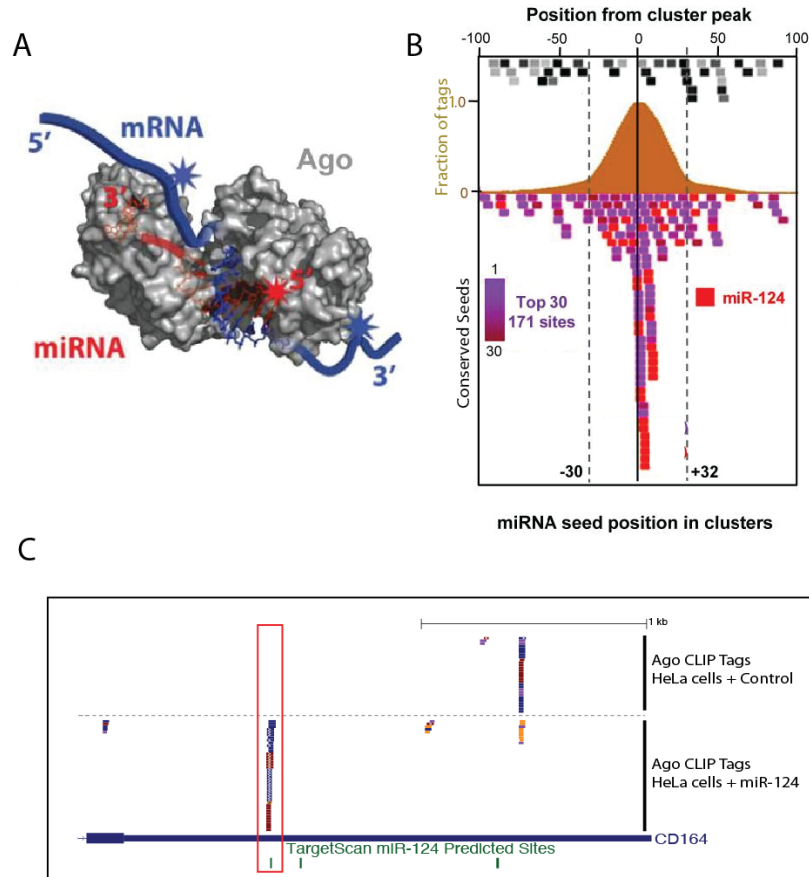 A
5′
mRNA
Ago
3′
5′
miRNA
3′
B
Position from cluster peak
-100 -50 0 50 100
Fraction of tags
1.0
0
Conserved Seeds
1
Top 30
171 sites
30
miR-124
-30 +32
miRNA seed position in clusters
C
1 kb
Ago CLIP Tags
HeLa cells + Control
Ago CLIP Tags
HeLa cells + miR-124
CD164
TargetScan miR-124 Predicted Sites